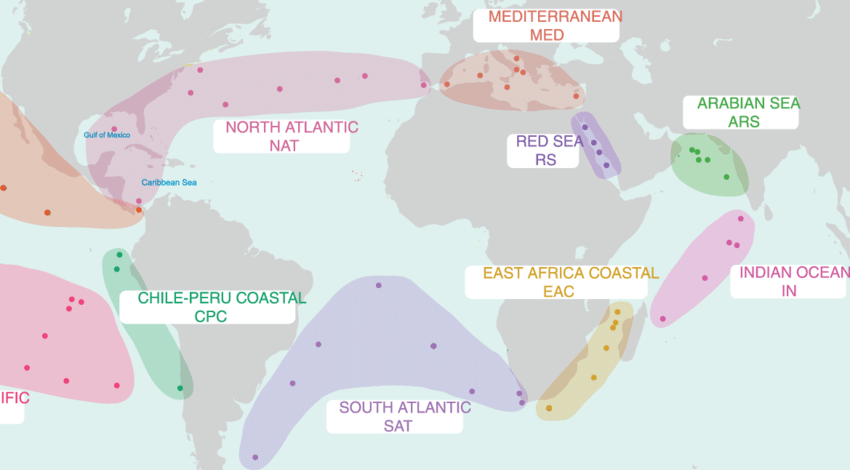 MEDITERRANEAN
MED
ARABIAN SEA
ARS
NORTH ATLANTIC
NAT
Gulf of Mexico
RED SEA
RS
Caribbean Sea
EAST AFRICA COASTAL
EAC
INDIAN OCEAN
IN
CHILE-PERU COASTAL
CPC
IFIC
SOUTH ATLANTIC
SAT